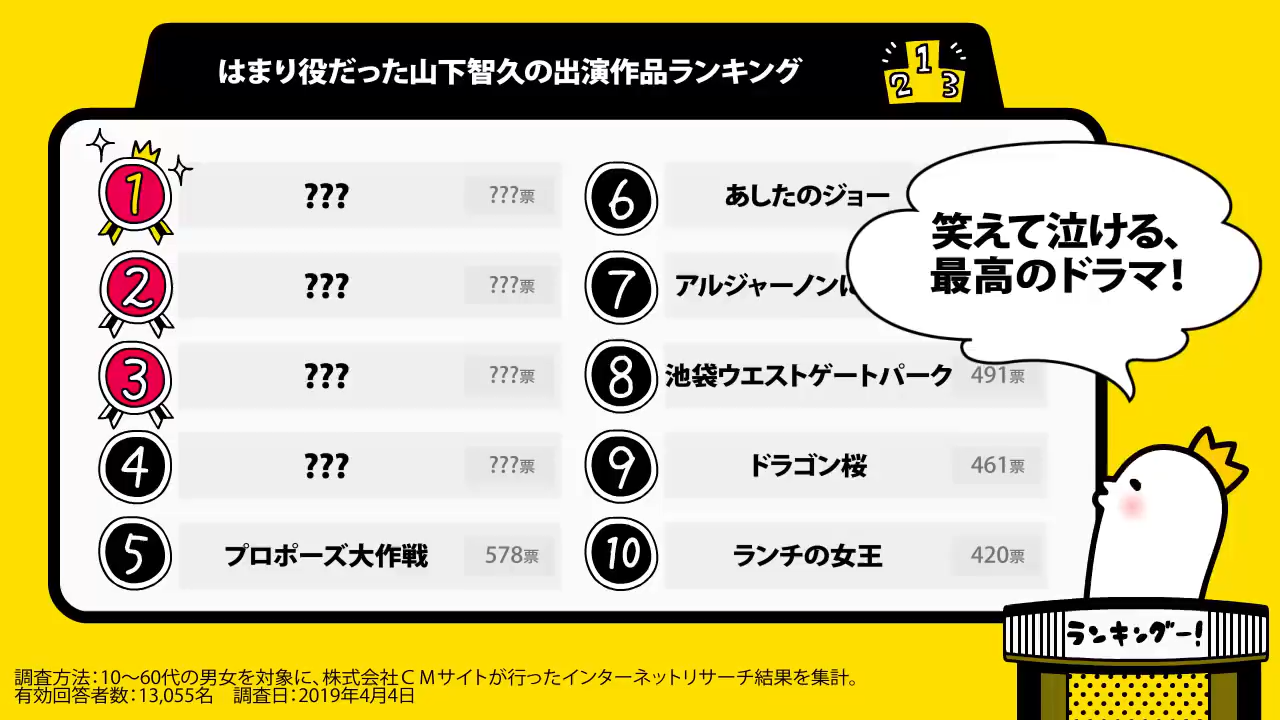 はまり役だった山下智久の出演作品ランキング
1
2
3
1
???
???票
2
???
???票
3
???
???票
4
???
???票
5
プロポーズ大作戦
578票
6
あしたのジョー
7
アルジャーノンに
8
池袋ウエストゲートパーク
491票
9
ドラゴン桜
461票
10
ランチの女王
420票
笑えて泣ける、
最高のドラマ！
ランキングー！
調査方法：10～60代の男女を対象に、株式会社ＣＭサイトが行ったインターネットリサーチ結果を集計。
有効回答者数：13,055名　調査日：2019年4月4日